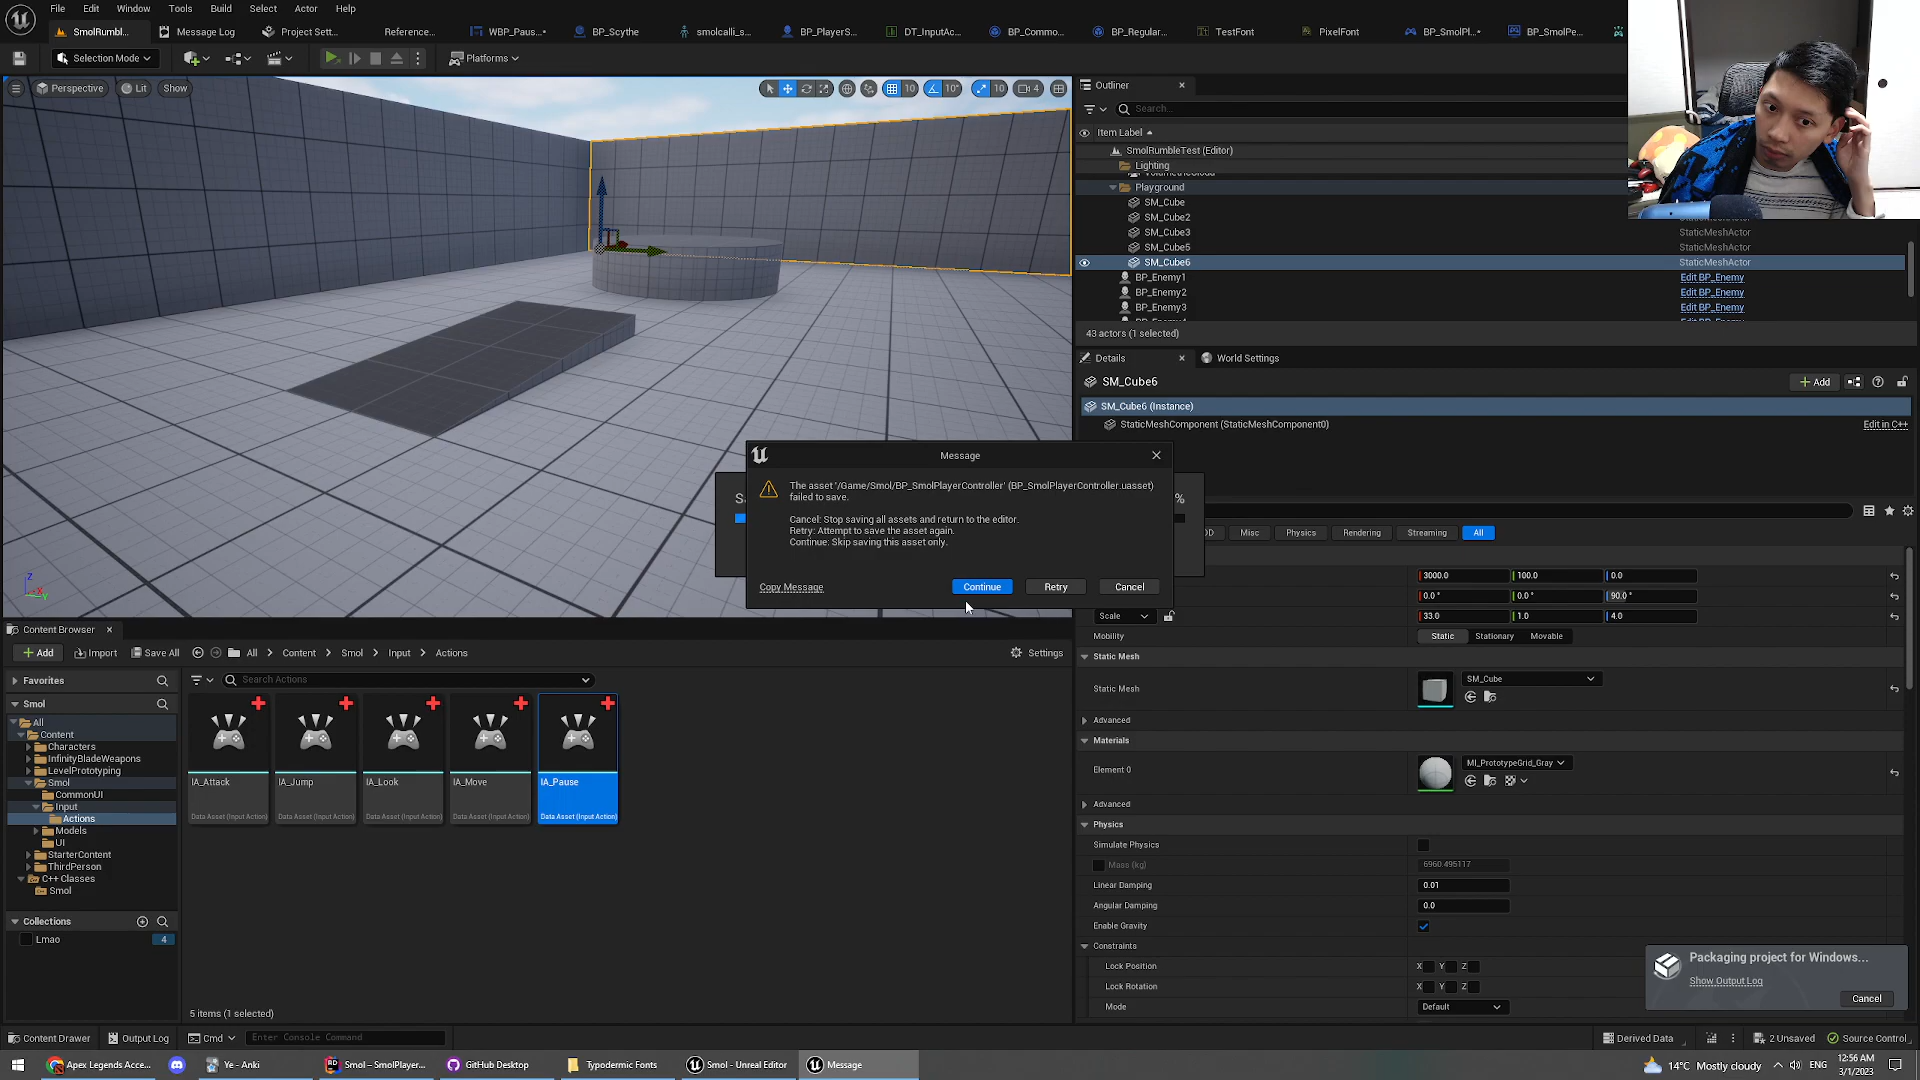 File Edit Window Tools Build Select Actor Help
SmolRumbl... Message Log Project Sett... Reference... WBP_Paus...• BP_Scythe smolcalli_s... BP_PlayerS... DT_InputAc... BP_Commo... BP_Regular... TestFont PixelFont BP_SmolPl...• BP_SmolPe...
Selection Mode Platforms
Perspective Lit Show 10 10° 10 4
Outliner
Search...
Item Label
SmolRumbleTest (Editor)
Lighting
Playground
SM_Cube
SM_Cube2
SM_Cube3 StaticMeshActor
SM_Cube5 StaticMeshActor
SM_Cube6 StaticMeshActor
BP_Enemy1 Edit BP_Enemy
BP_Enemy2 Edit BP_Enemy
BP_Enemy3 Edit BP_Enemy
43 actors (1 selected)
Details World Settings
SM_Cube6
Add
SM_Cube6 (Instance)
StaticMeshComponent (StaticMeshComponent0) Edit in C++
Message
The asset '/Game/Smol/BP_SmolPlayerController' (BP_SmolPlayerController.uasset)
failed to save.
Cancel: Stop saving all assets and return to the editor.
Retry: Attempt to save the asset again.
Continue: Skip saving this asset only.
Copy Message Continue Retry Cancel
%
Misc Physics Rendering Streaming All
3000.0 100.0 0.0
0.0° 0.0° 90.0°
Scale 33.0 1.0 4.0
Mobility Static Stationary Movable
Static Mesh
Static Mesh SM_Cube
Advanced
Materials
Element 0 MI_PrototypeGrid_Gray
Advanced
Physics
Simulate Physics
Mass (kg) 6960.495117
Linear Damping 0.01
Angular Damping 0.0
Enable Gravity
Constraints
Lock Position X Y Z
Lock Rotation X Y Z
Mode Default
Packaging project for Windows...
Show Output Log
Cancel
Content Browser
Add Import Save All All Content Smol Input Actions Settings
Favorites
Search Actions
Smol
All
Content
Characters
InfinityBladeWeapons
LevelPrototyping
Smol
CommonUI
Input
Actions
Models
UI
StarterContent
ThirdPerson
C++ Classes
Smol
Collections
Lmao 4
IA_Attack IA_Jump IA_Look IA_Move IA_Pause
Data Asset (Input Action) Data Asset (Input Action) Data Asset (Input Action) Data Asset (Input Action) Data Asset (Input Action)
5 items (1 selected)
Content Drawer Output Log Cmd Enter Console Command Derived Data 2 Unsaved Source Control
Apex Legends Acce... Ye - Anki Smol – SmolPlayer... GitHub Desktop Typodermic Fonts Smol - Unreal Editor Message 14°C Mostly cloudy ENG 12:56 AM
3/1/2023